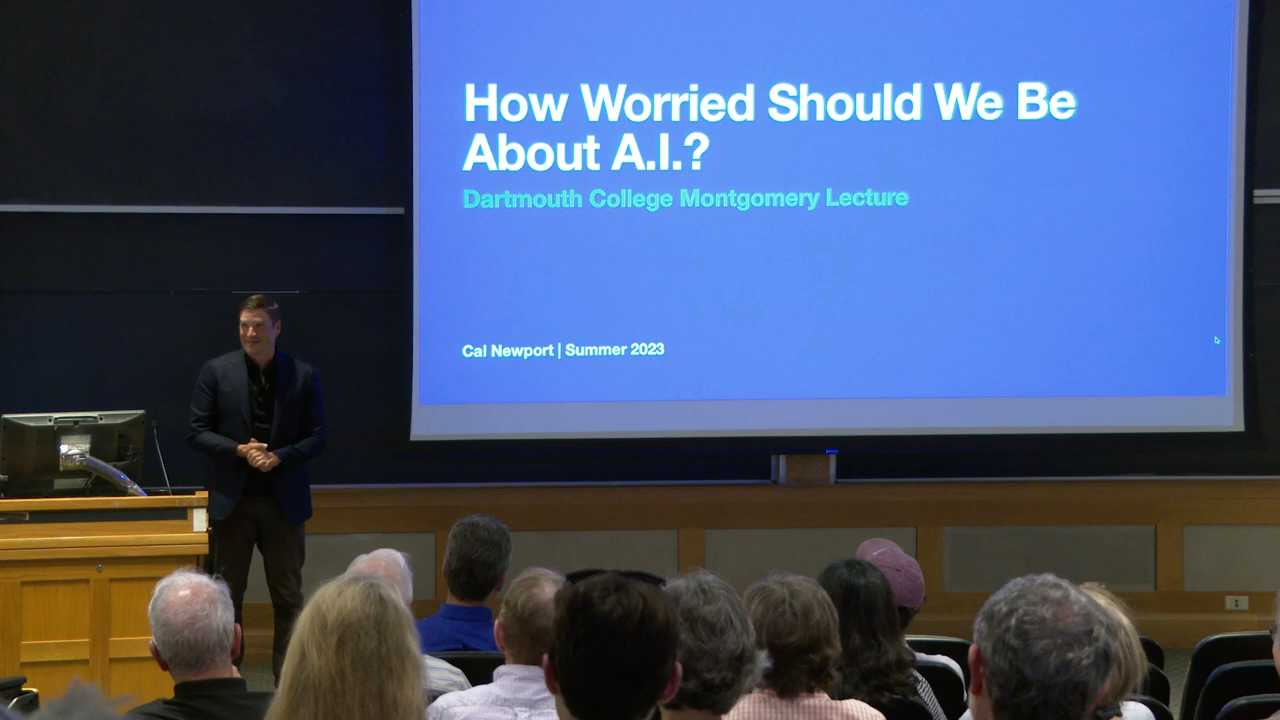 How Worried Should We Be
About A.I.?
Dartmouth College Montgomery Lecture
Cal Newport | Summer 2023